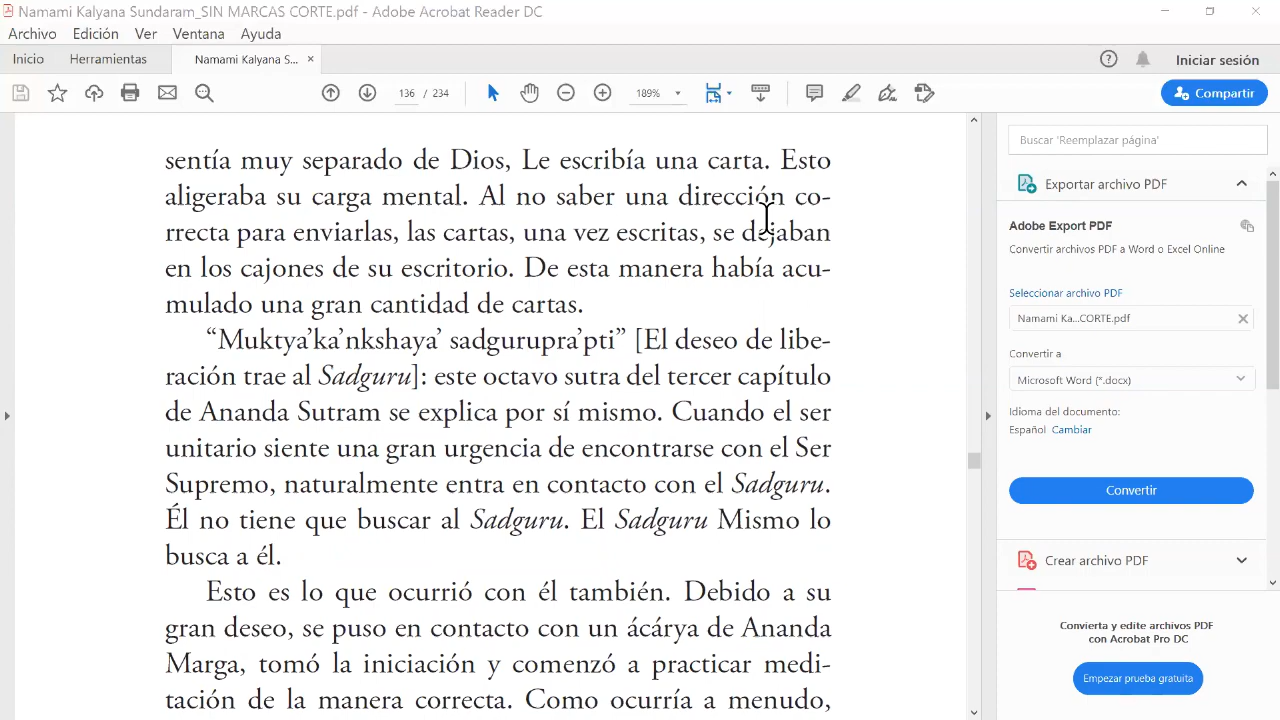 Namami Kalyana Sundaram_SIN MARCAS CORTE.pdf - Adobe Acrobat Reader DC
Archivo Edición Ver Ventana Ayuda
Inicio Herramientas Namami Kalyana S... ×
Iniciar sesión
136 / 234 189% Compartir
sentía muy separado de Dios, Le escribía una carta. Esto
aligeraba su carga mental. Al no saber una dirección co-
rrecta para enviarlas, las cartas, una vez escritas, se dejaban
en los cajones de su escritorio. De esta manera había acu-
mulado una gran cantidad de cartas.
“Muktya’ka’nkshaya’ sadgurupra’pti” [El deseo de libe-
ración trae al Sadguru]: este octavo sutra del tercer capítulo
de Ananda Sutram se explica por sí mismo. Cuando el ser
unitario siente una gran urgencia de encontrarse con el Ser
Supremo, naturalmente entra en contacto con el Sadguru.
Él no tiene que buscar al Sadguru. El Sadguru Mismo lo
busca a él.
Esto es lo que ocurrió con él también. Debido a su
gran deseo, se puso en contacto con un ácárya de Ananda
Marga, tomó la iniciación y comenzó a practicar medi-
tación de la manera correcta. Como ocurría a menudo,
Buscar 'Reemplazar página'
Exportar archivo PDF
Adobe Export PDF
Convertir archivos PDF a Word o Excel Online
Seleccionar archivo PDF
Namami Ka...CORTE.pdf
Convertir a
Microsoft Word (*.docx)
Idioma del documento:
Español Cambiar
Convertir
Crear archivo PDF
Convierta y edite archivos PDF
con Acrobat Pro DC
Empezar prueba gratuita